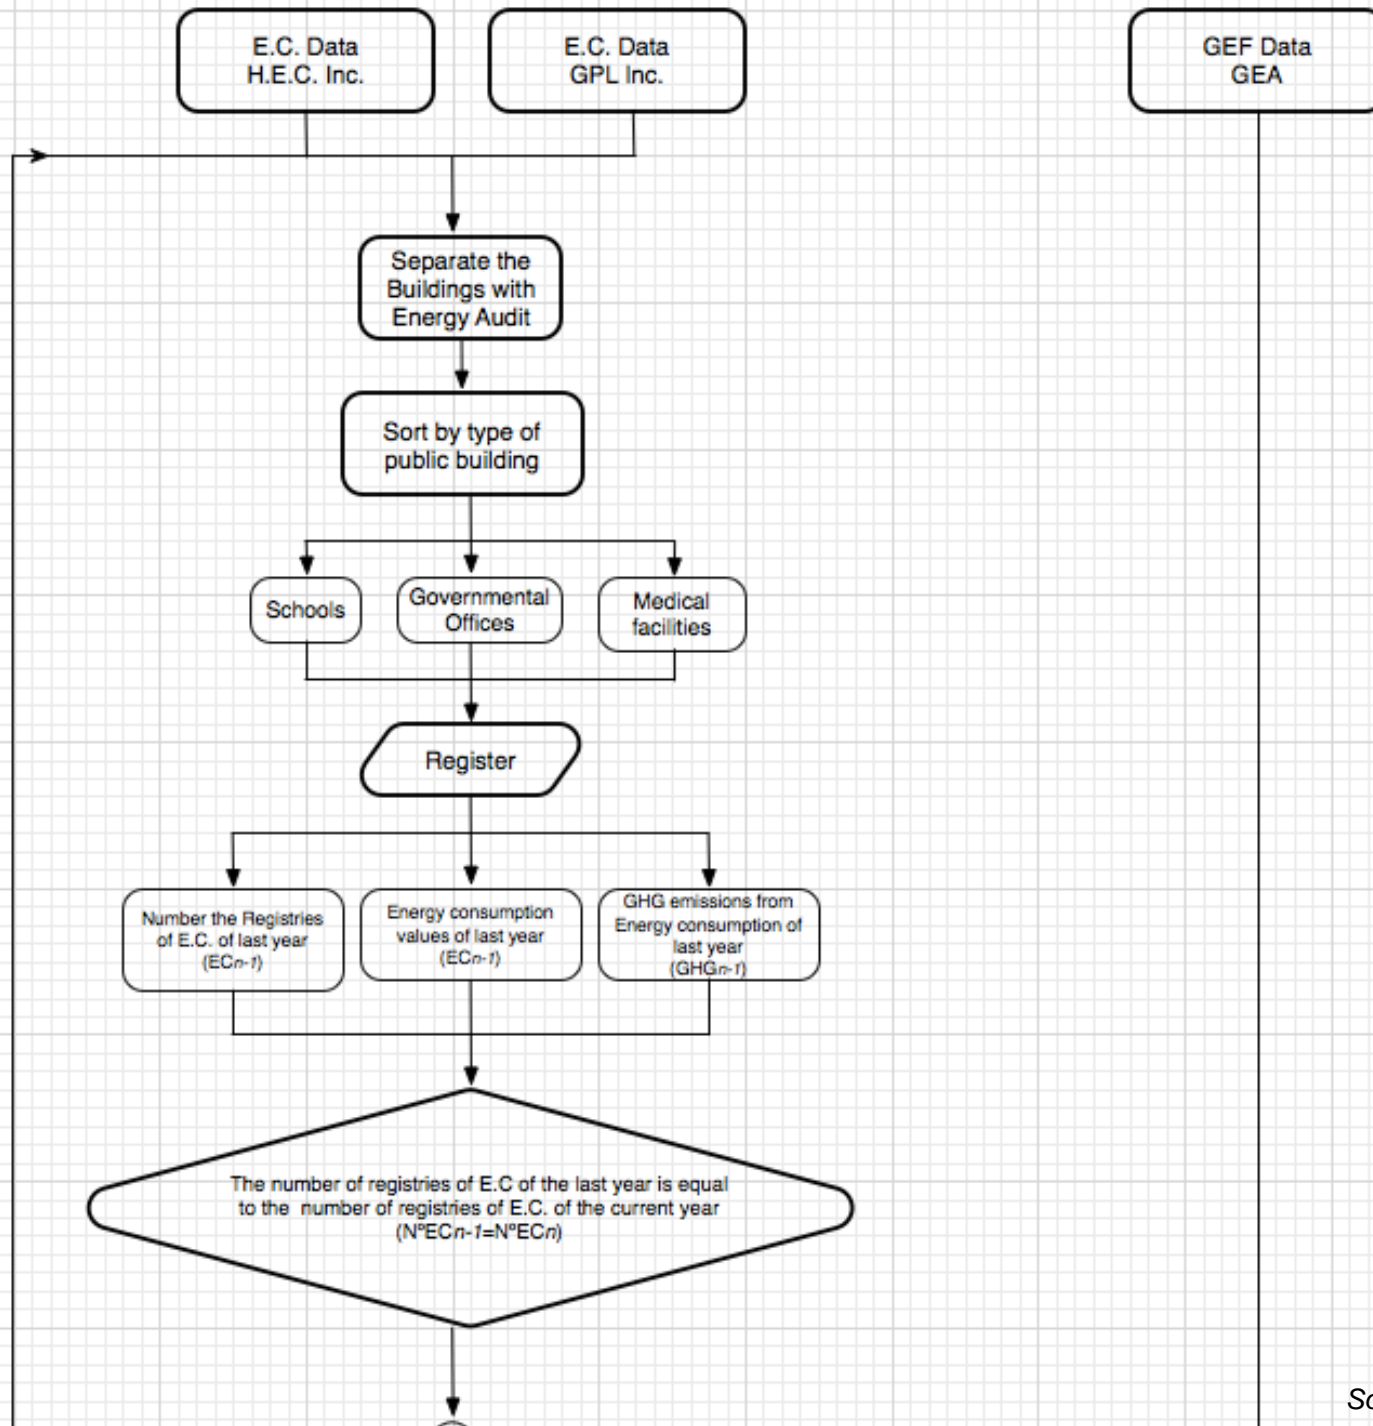 E.C. Data
H.E.C. Inc.
E.C. Data
GPL Inc.
GEF Data
GEA
Separate the
Buildings with
Energy Audit
Sort by type of
public building
Schools
Governmental
Offices
Medical
facilities
Register
Number the Registries
of E.C. of last year
(ECn-1)
Energy consumption
values of last year
(ECn-1)
GHG emissions from
Energy consumption of
last year
(GHGn-1)
The number of registries of E.C of the last year is equal
to the number of registries of E.C. of the current year
(NºECn-1=NºECn)